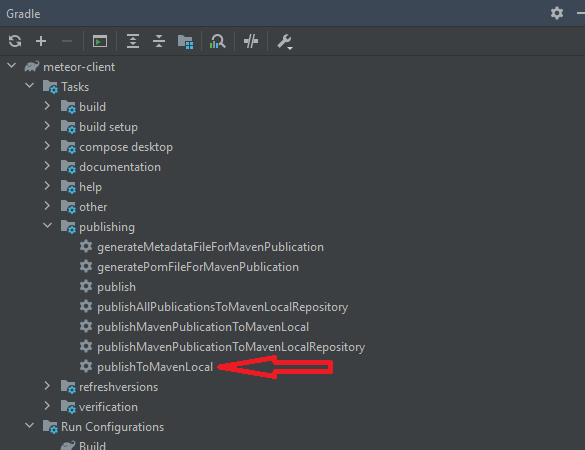 Gradle
meteor-client
Tasks
build
build setup
compose desktop
documentation
help
other
publishing
generateMetadataFileForMavenPublication
generatePomFileForMavenPublication
publish
publishAllPublicationsToMavenLocalRepository
publishMavenPublicationToMavenLocal
publishMavenPublicationToMavenLocalRepository
publishToMavenLocal
refreshversions
verification
Run Configurations
Build